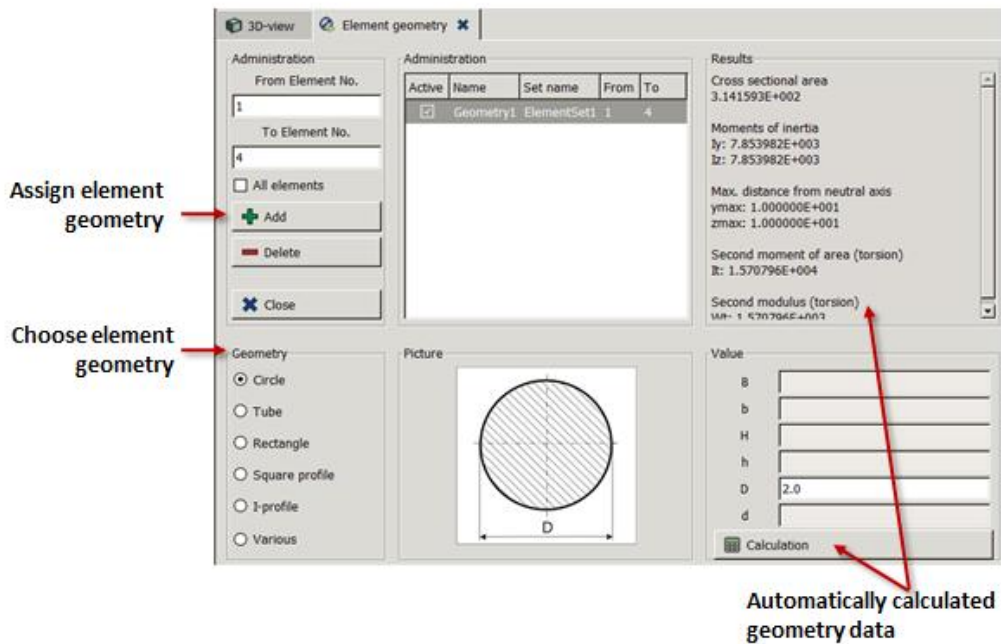 3D-view
Element geometry
Administration
From Element No.
1
To Element No.
4
All elements
Add
Delete
Close
Administration
Active Name Set name From To
Geometry1 ElementSet1 1 4
Results
Cross sectional area
3.141593E+002
Moments of inertia
Iy: 7.853982E+003
Iz: 7.853982E+003
Max. distance from neutral axis
ymax: 1.000000E+001
zmax: 1.000000E+001
Second moment of area (torsion)
It: 1.570796E+004
Second modulus (torsion)
Wt: 1.570796E+003
Assign element
geometry
Choose element
geometry
Geometry
Circle
Tube
Rectangle
Square profile
I-profile
Various
Picture
D
Value
B
b
H
h
D 2.0
d
Calculation
Automatically calculated
geometry data